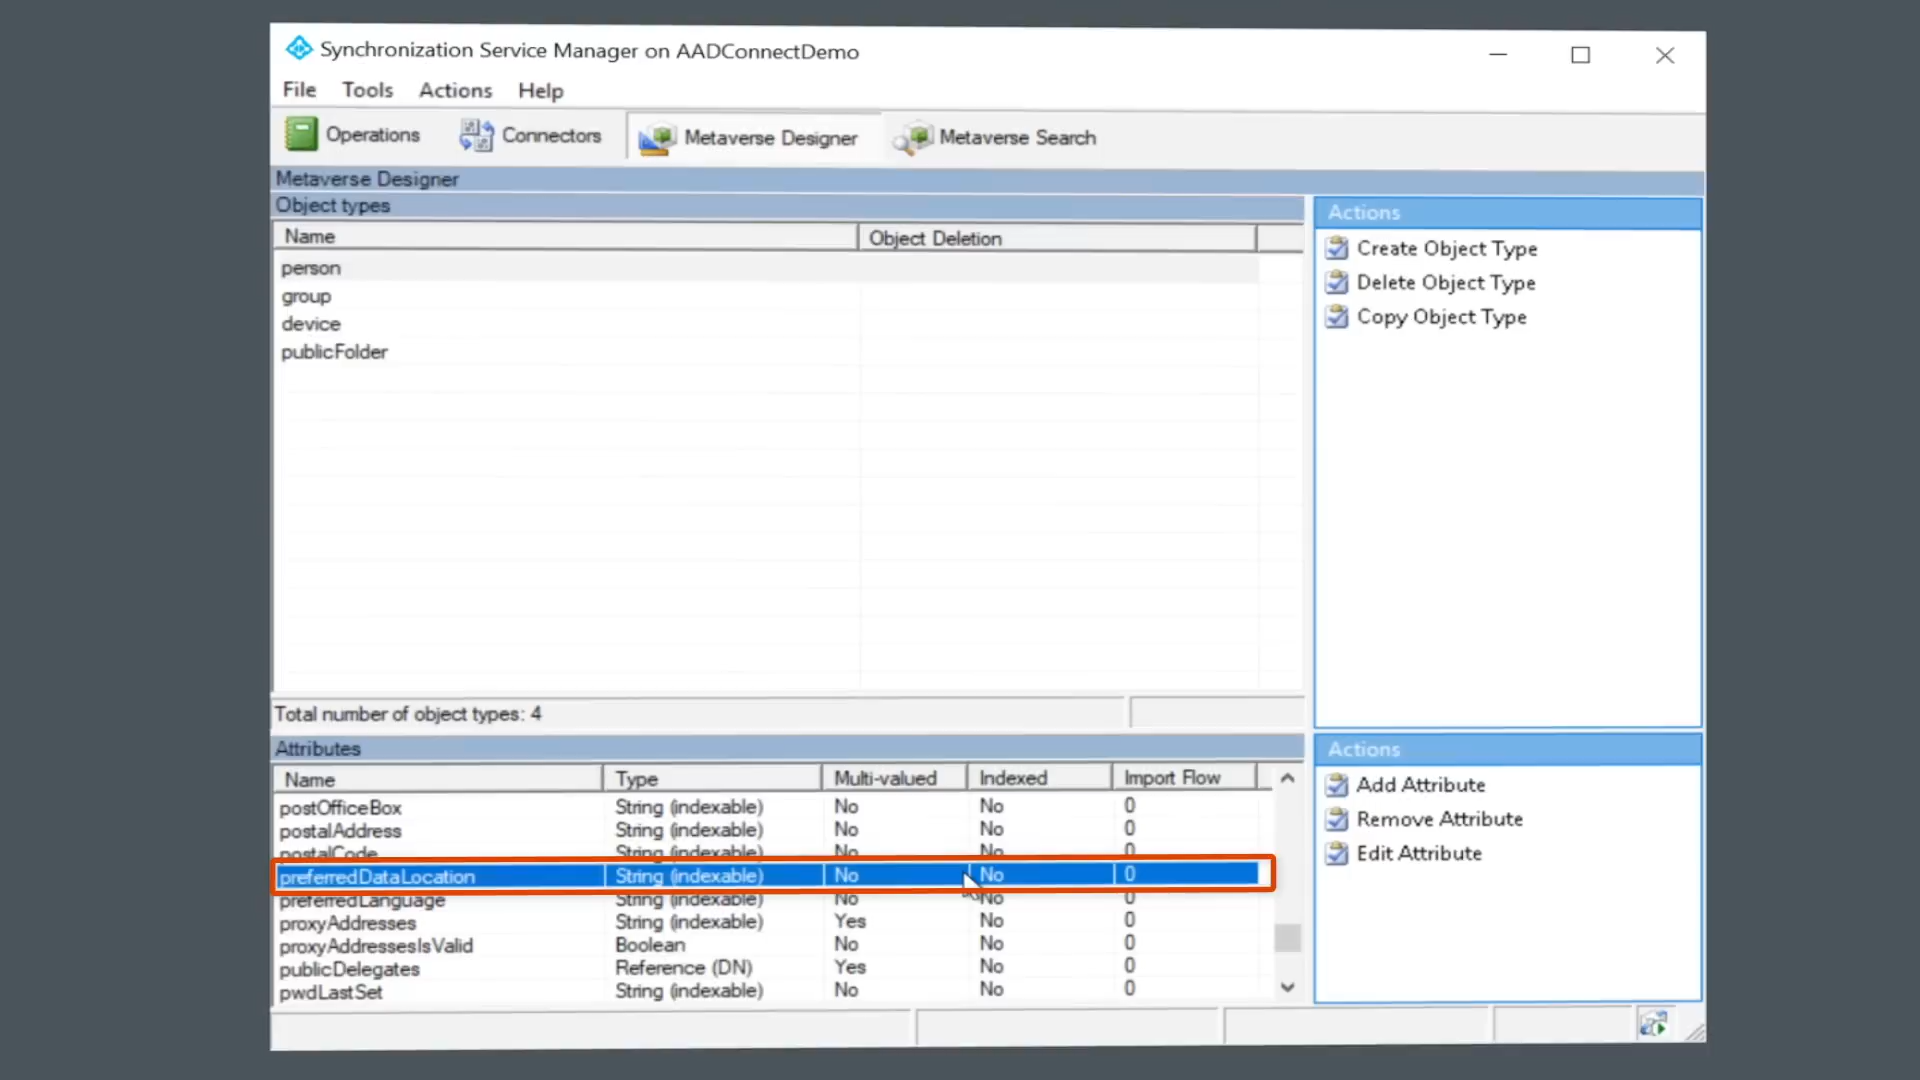 Synchronization Service Manager on AADConnectDemo
File Tools Actions Help
Operations Connectors Metaverse Designer Metaverse Search
Metaverse Designer
Object types
Name Object Deletion
person
group
device
publicFolder
Total number of object types: 4
Actions
Create Object Type
Delete Object Type
Copy Object Type
Attributes
Name Type Multi-valued Indexed Import Flow
postOfficeBox String (indexable) No No 0
postalAddress String (indexable) No No 0
postalCode String (indexable) No No 0
preferredDataLocation String (indexable) No No 0
preferredLanguage String (indexable) No No 0
proxyAddresses String (indexable) Yes No 0
proxyAddressesIsValid Boolean No No 0
publicDelegates Reference (DN) Yes No 0
pwdLastSet String (indexable) No No 0
Actions
Add Attribute
Remove Attribute
Edit Attribute